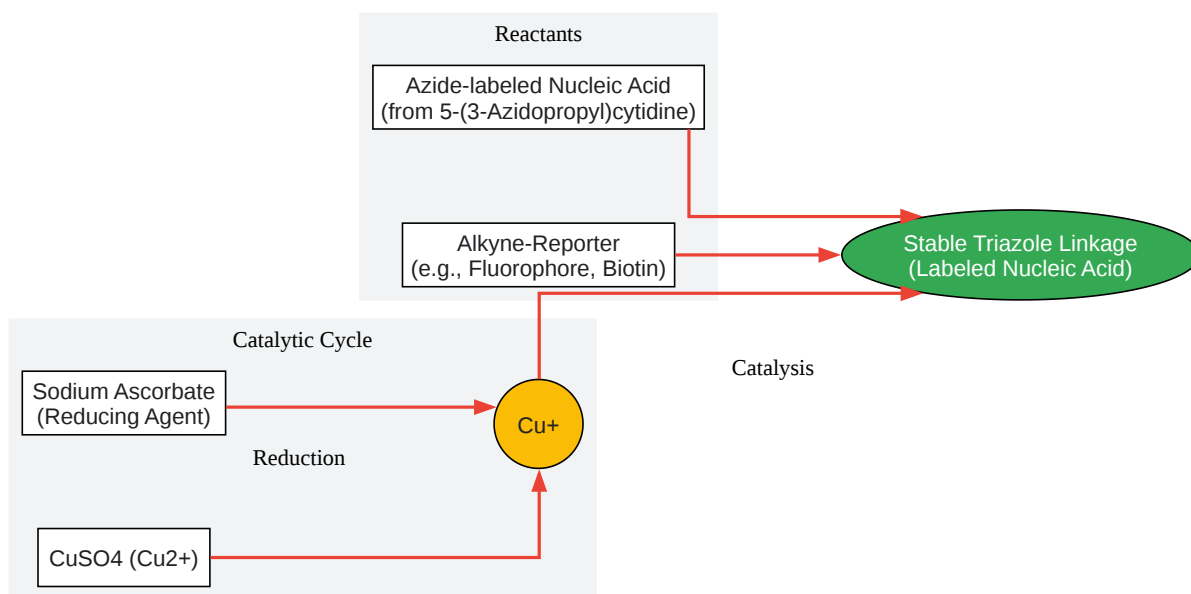 Reactants
Azide-labeled Nucleic Acid
(from 5-(3-Azidopropyl)cytidine)
Alkyne-Reporter
(e.g., Fluorophore, Biotin)
Stable Triazole Linkage
(Labeled Nucleic Acid)
Catalytic Cycle
Catalysis
Sodium Ascorbate
(Reducing Agent)
Cu+
Reduction
CuSO4 (Cu2+)